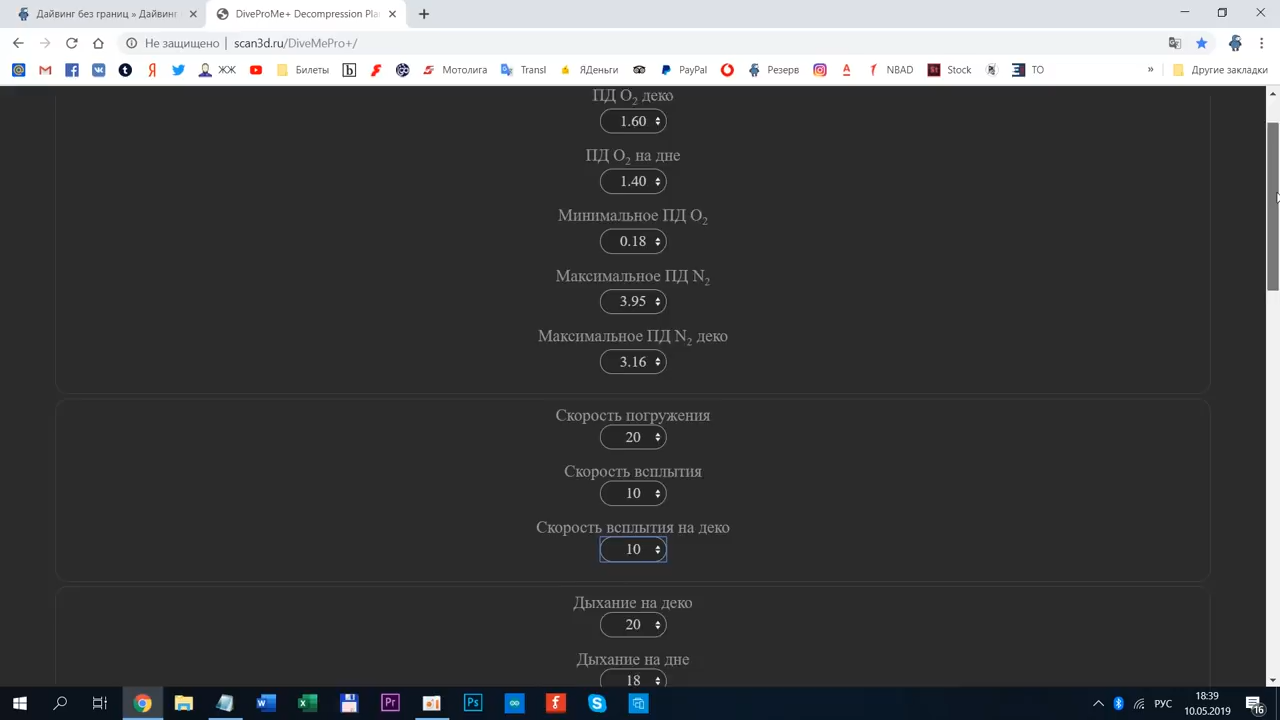 Дайвинг без границ » Дайвинг
DiveProMe+ Decompression Pla
Не защищено
scan3d.ru/DiveMePro+/
Билеты
ЖЖ
Мотолига
Transl
ЯДеньги
PayPal
Резерв
NBAD
Stock
ТО
»
Другие закладки
ПД O2 деко
1.60
ПД O2 на дне
1.40
Минимальное ПД O2
0.18
Максимальное ПД N2
3.95
Максимальное ПД N2 деко
3.16
Скорость погружения
20
Скорость всплытия
10
Скорость всплытия на деко
10
Дыхание на деко
20
Дыхание на дне
18
РУС
18:39
10.05.2019
16